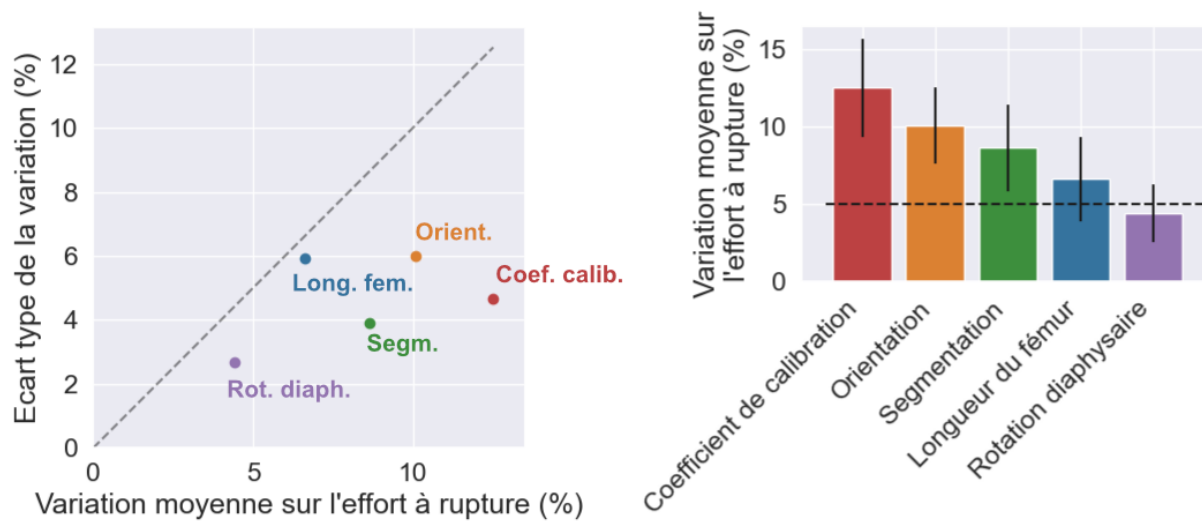 Ecart type de la variation (%)
12
10
8
6
4
2
0
0
5
10
Variation moyenne sur l'effort à rupture (%)
Orient.
Long. fem.
Coef. calib.
Segm.
Rot. diaph.
Variation moyenne sur
l'effort à rupture (%)
15
10
5
0
Coefficient de calibration
Orientation
Segmentation
Longueur du fémur
Rotation diaphysaire